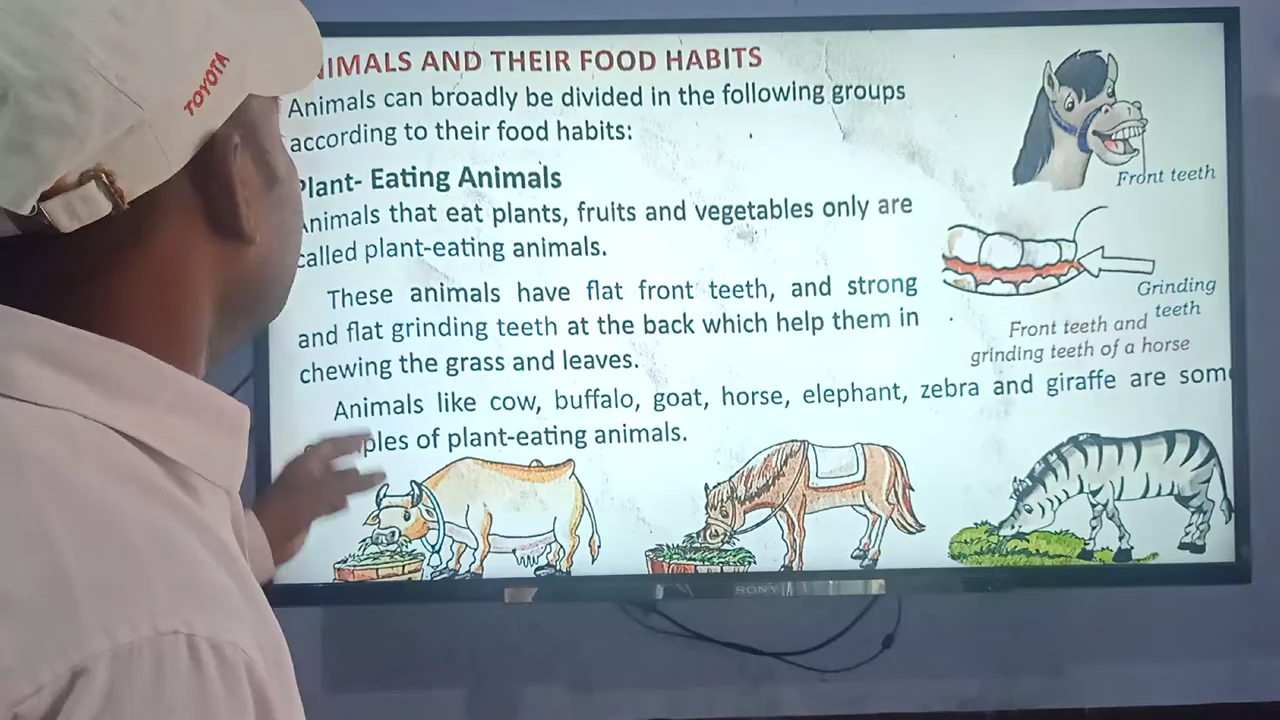 TOYOTA
NIMALS AND THEIR FOOD HABITS
Animals can broadly be divided in the following groups
according to their food habits:
Plant- Eating Animals
Animals that eat plants, fruits and vegetables only are
called plant-eating animals.
These animals have flat front teeth, and strong
and flat grinding teeth at the back which help them in
chewing the grass and leaves.
Animals like cow, buffalo, goat, horse, elephant, zebra and giraffe are som
ples of plant-eating animals.
Front teeth
Grinding
teeth
Front teeth and
grinding teeth of a horse
SONY